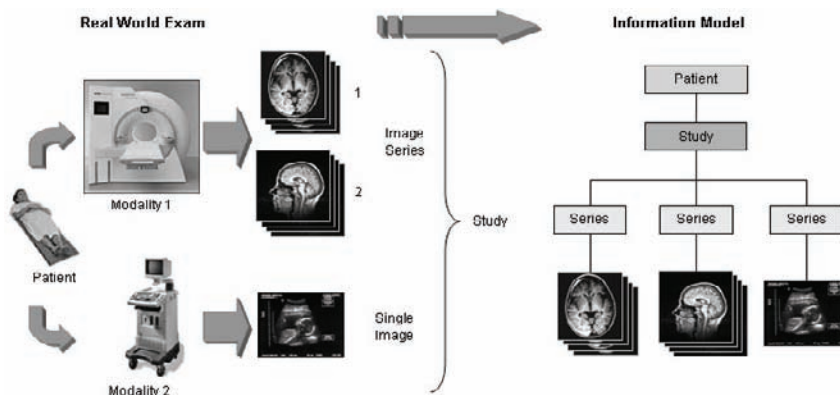 Real World Exam
Information Model
1
Image
Series
2
Modality 1
Patient
Study
Single
Image
Modality 2
Patient
Study
Series
Series
Series